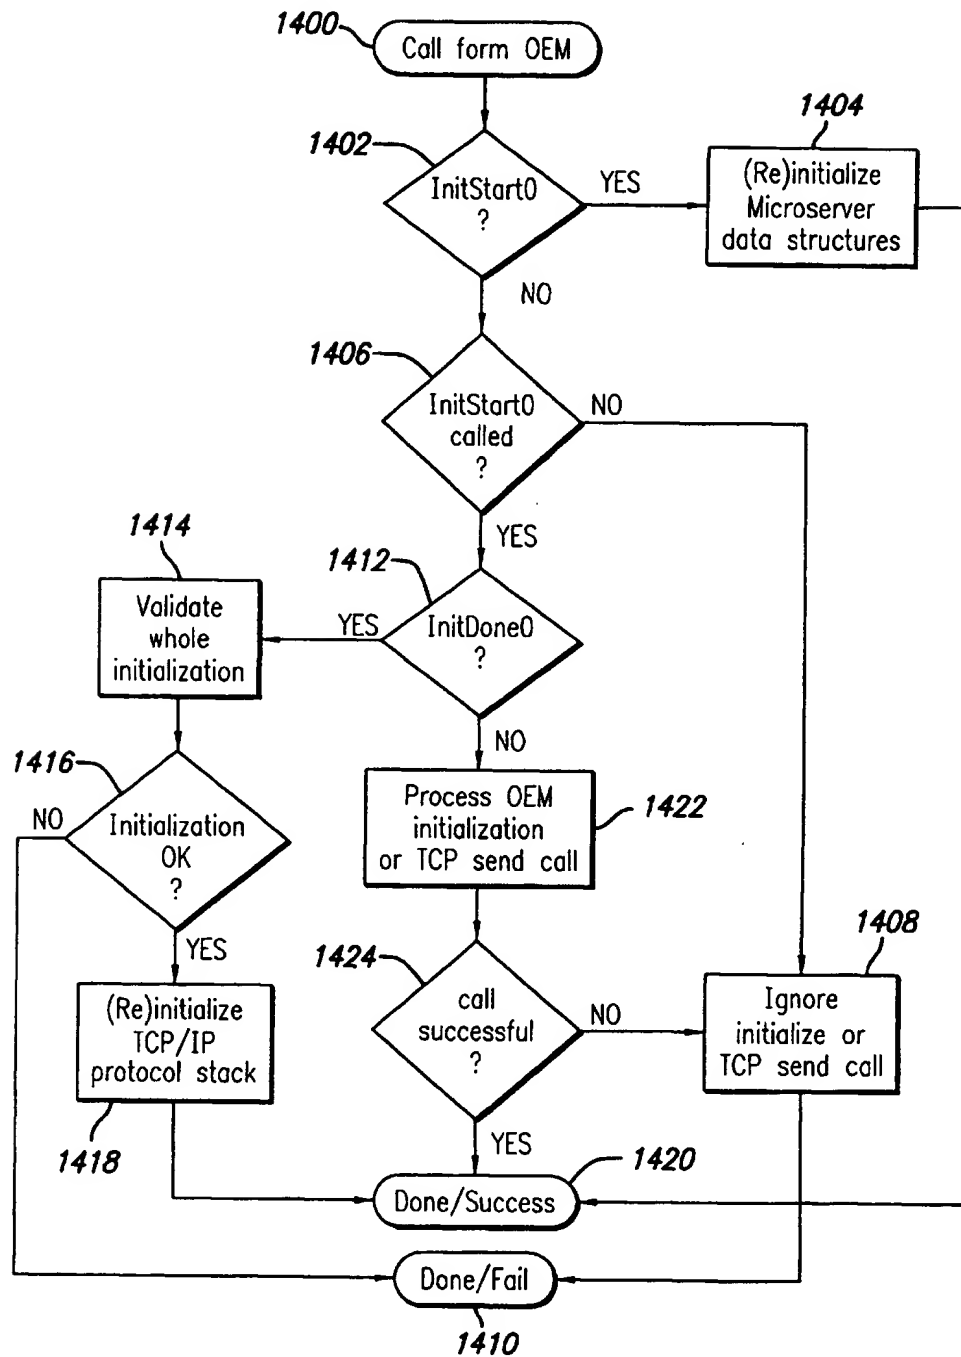 1400
Call form OEM
1402
InitStart0
?
YES
NO
1404
(Re)initialize
Microserver
data structures
1406
InitStart0
called
?
NO
YES
1412
InitDone0
?
YES
NO
1414
Validate
whole
initialization
1416
Initialization
OK
?
NO
YES
(Re)initialize
TCP/IP
protocol stack
1418
Process OEM
initialization
or TCP send call
1422
1424
call
successful
?
NO
YES
1408
Ignore
initialize or
TCP send call
1420
Done/Success
Done/Fail
1410